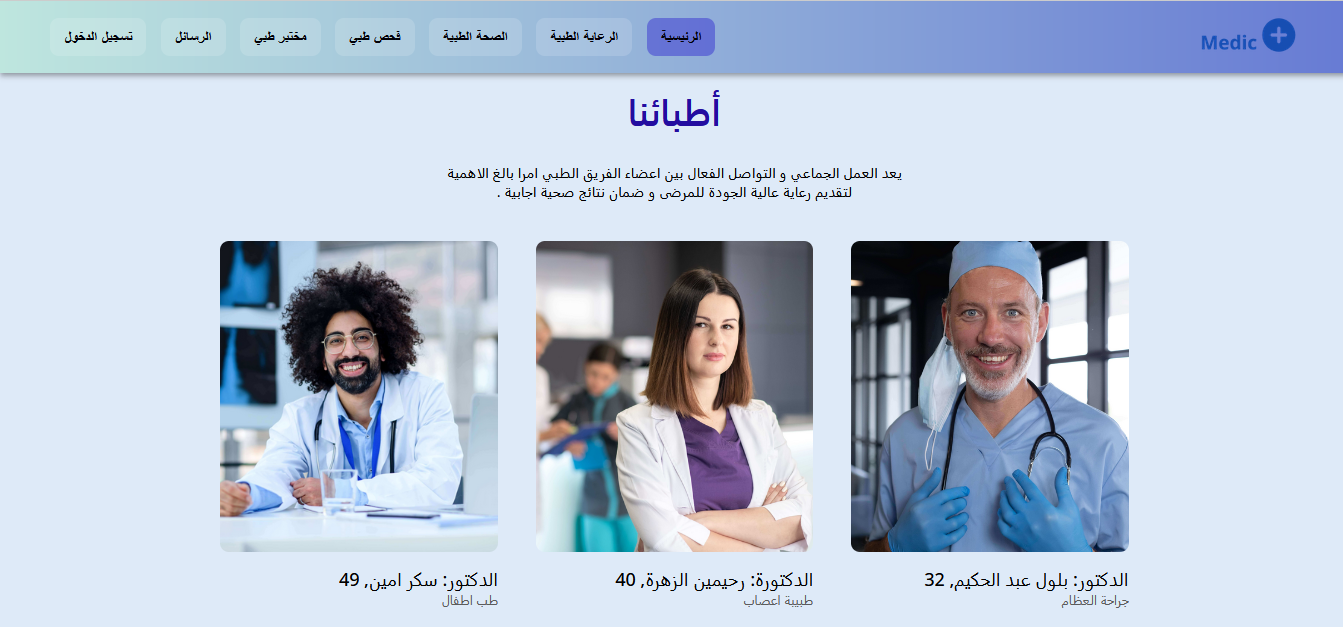 Medic
الرئيسية
الرعاية الطبية
الصحة الطبية
فحص طبي
مختبر طبي
الرسائل
تسجيل الدخول
أطبائنا
يعد العمل الجماعي و التواصل الفعال بين اعضاء الفريق الطبي امرا بالغ الاهمية
لتقديم رعاية عالية الجودة للمرضى و ضمان نتائج صحية اجابية .
الدكتور: بلول عبد الحكيم, 32
جراحة العظام
الدكتورة: رحيمين الزهرة, 40
طبيبة اعصاب
الدكتور: سكر امين, 49
طب اطفال